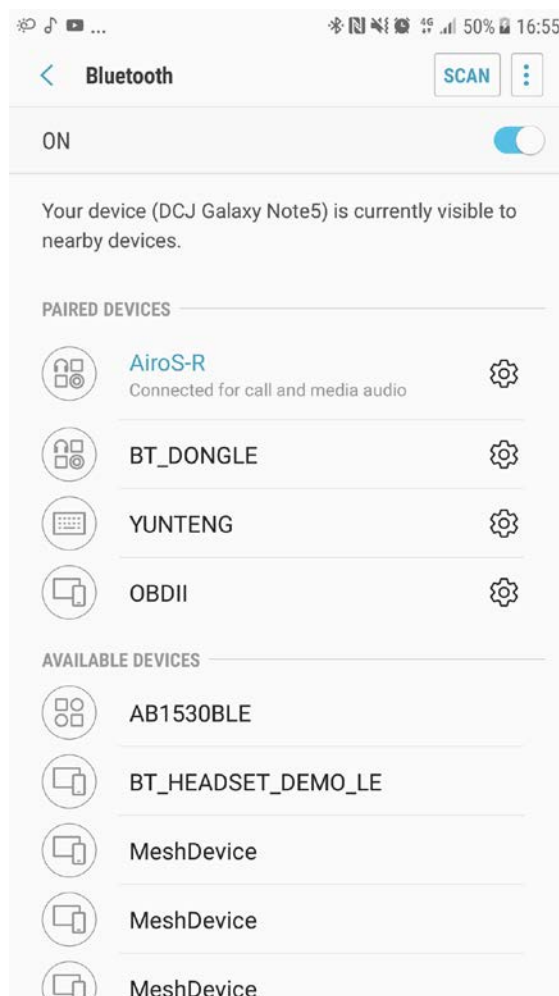 ... 4G 50% 16:55
Bluetooth
SCAN
ON
Your device (DCJ Galaxy Note5) is currently visible to
nearby devices.
PAIRED DEVICES
AiroS-R
Connected for call and media audio
BT_DONGLE
YUNTENG
OBDII
AVAILABLE DEVICES
AB1530BLE
BT_HEADSET_DEMO_LE
MeshDevice
MeshDevice
MeshDevice